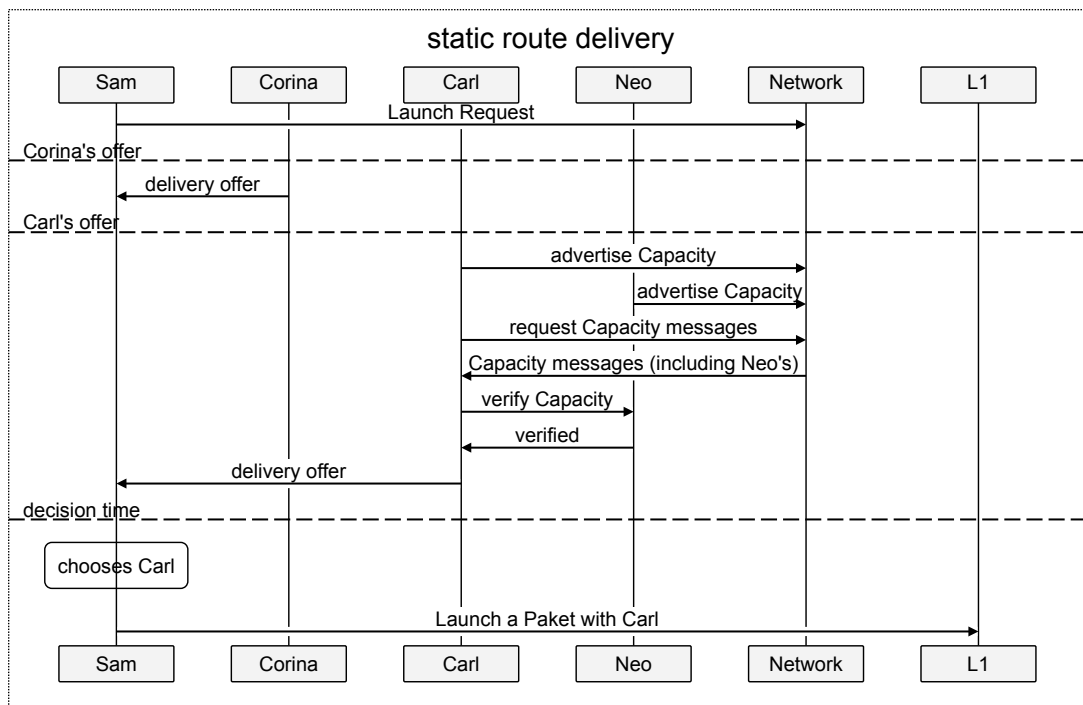 static route delivery
Sam Corina Carl Neo Network L1
Launch Request
Corina's offer
delivery offer
Carl's offer
advertise Capacity
advertise Capacity
request Capacity messages
Capacity messages (including Neo's)
verify Capacity
verified
delivery offer
decision time
chooses Carl
Launch a Paket with Carl
Sam Corina Carl Neo Network L1